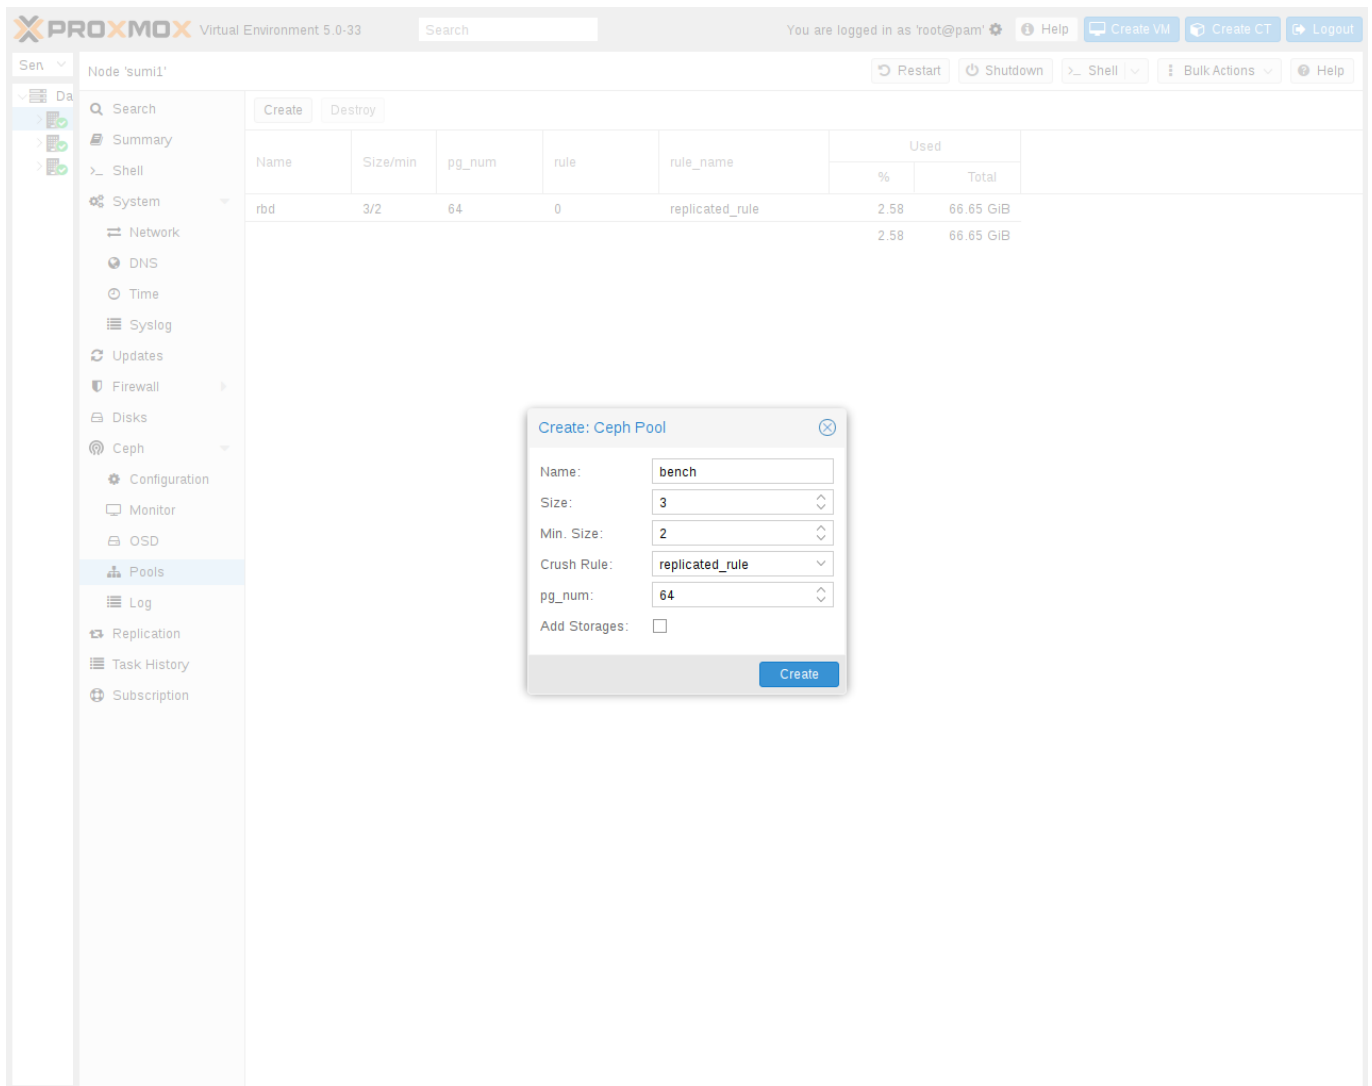 PROXMOX Virtual Environment 5.0-33 Search You are logged in as 'root@pam' Help Create VM Create CT Logout
Node 'sumi1' Restart Shutdown Shell Bulk Actions Help
Search
Summary
Shell
System
Network
DNS
Time
Syslog
Updates
Firewall
Disks
Ceph
Configuration
Monitor
OSD
Pools
Log
Replication
Task History
Subscription
Create Destroy
Name Size/min pg_num rule rule_name Used
% Total
rbd 3/2 64 0 replicated_rule 2.58 66.65 GiB
2.58 66.65 GiB
Create: Ceph Pool
Name: bench
Size: 3
Min. Size: 2
Crush Rule: replicated_rule
pg_num: 64
Add Storages:
Create